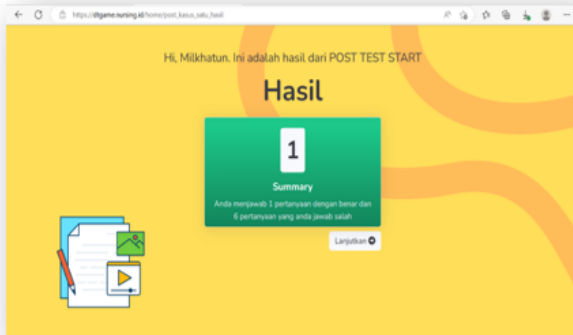 https://dtgame.nursing.id/home/post_kasus_satu_hasil
Hi, Milkhatun. Ini adalah hasil dari POST TEST START
Hasil
1
Summary
Anda menjawab 1 pertanyaan dengan benar dan
6 pertanyaan yang anda jawab salah
Lanjutkan